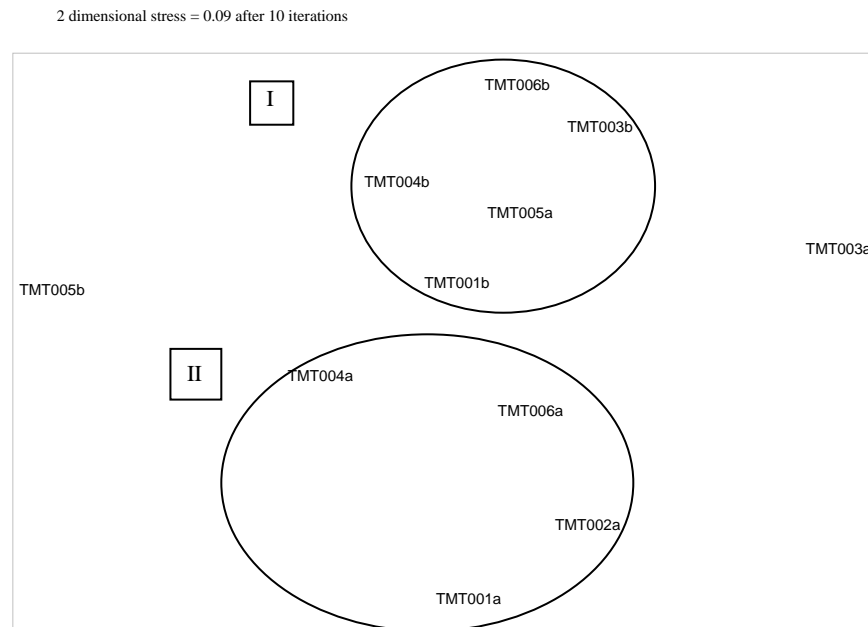 2 dimensional stress = 0.09 after 10 iterations
TMT006b
I
TMT003b
TMT004b
TMT005a
TMT003a
TMT001b
TMT005b
II
TMT004a
TMT006a
TMT002a
TMT001a